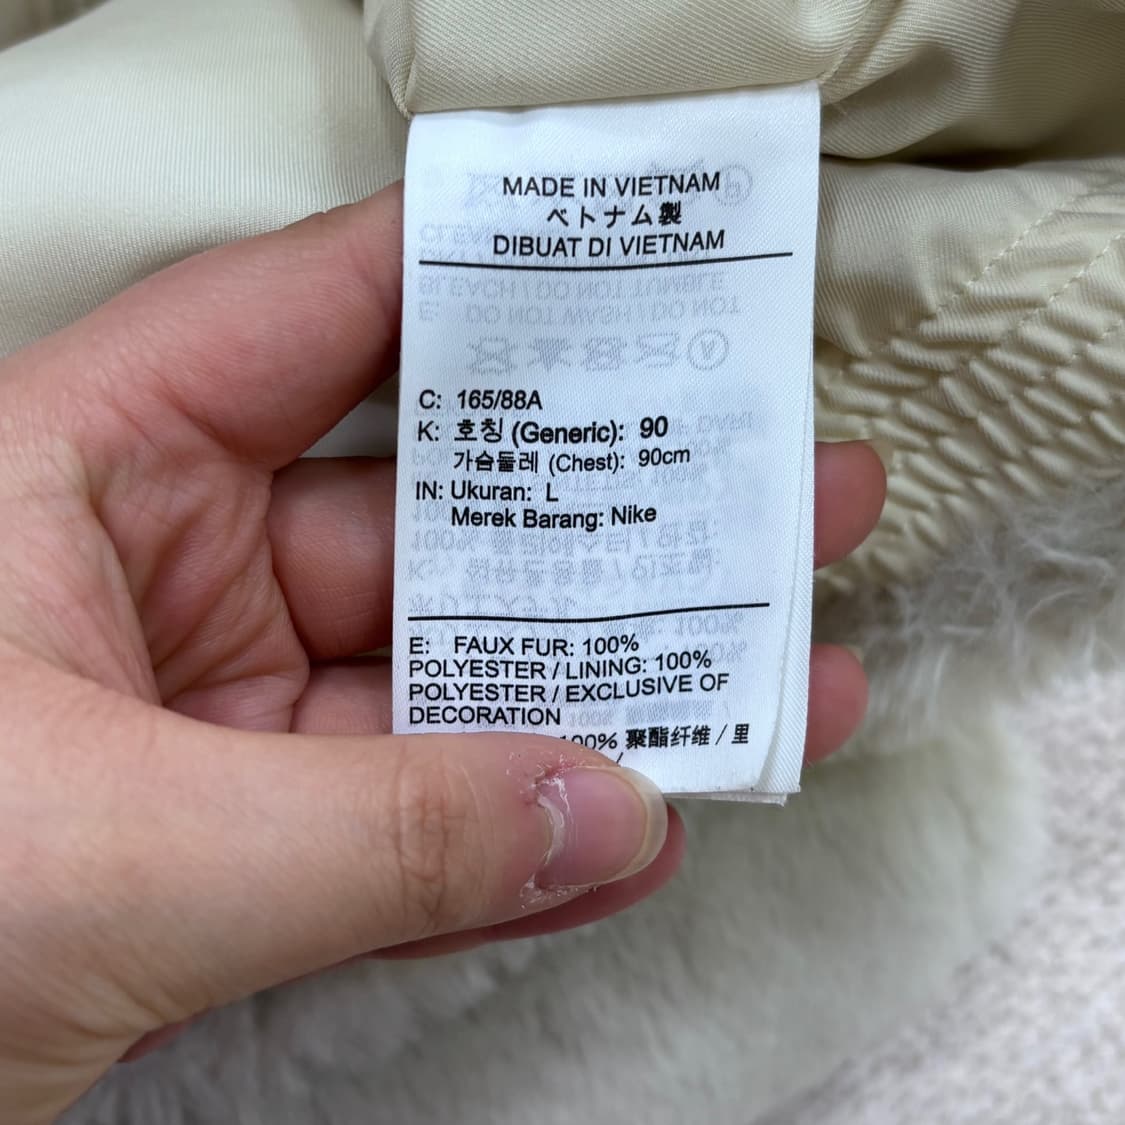 MADE IN VIETNAM
ベトナム製
DIBUAT DI VIETNAM
C: 165/88A
K: 호칭 (Generic): 90
가슴둘레 (Chest): 90cm
IN: Ukuran: L
Merek Barang: Nike
E: FAUX FUR: 100%
POLYESTER / LINING: 100%
POLYESTER / EXCLUSIVE OF
DECORATION
100% 聚酯纤维 / 里